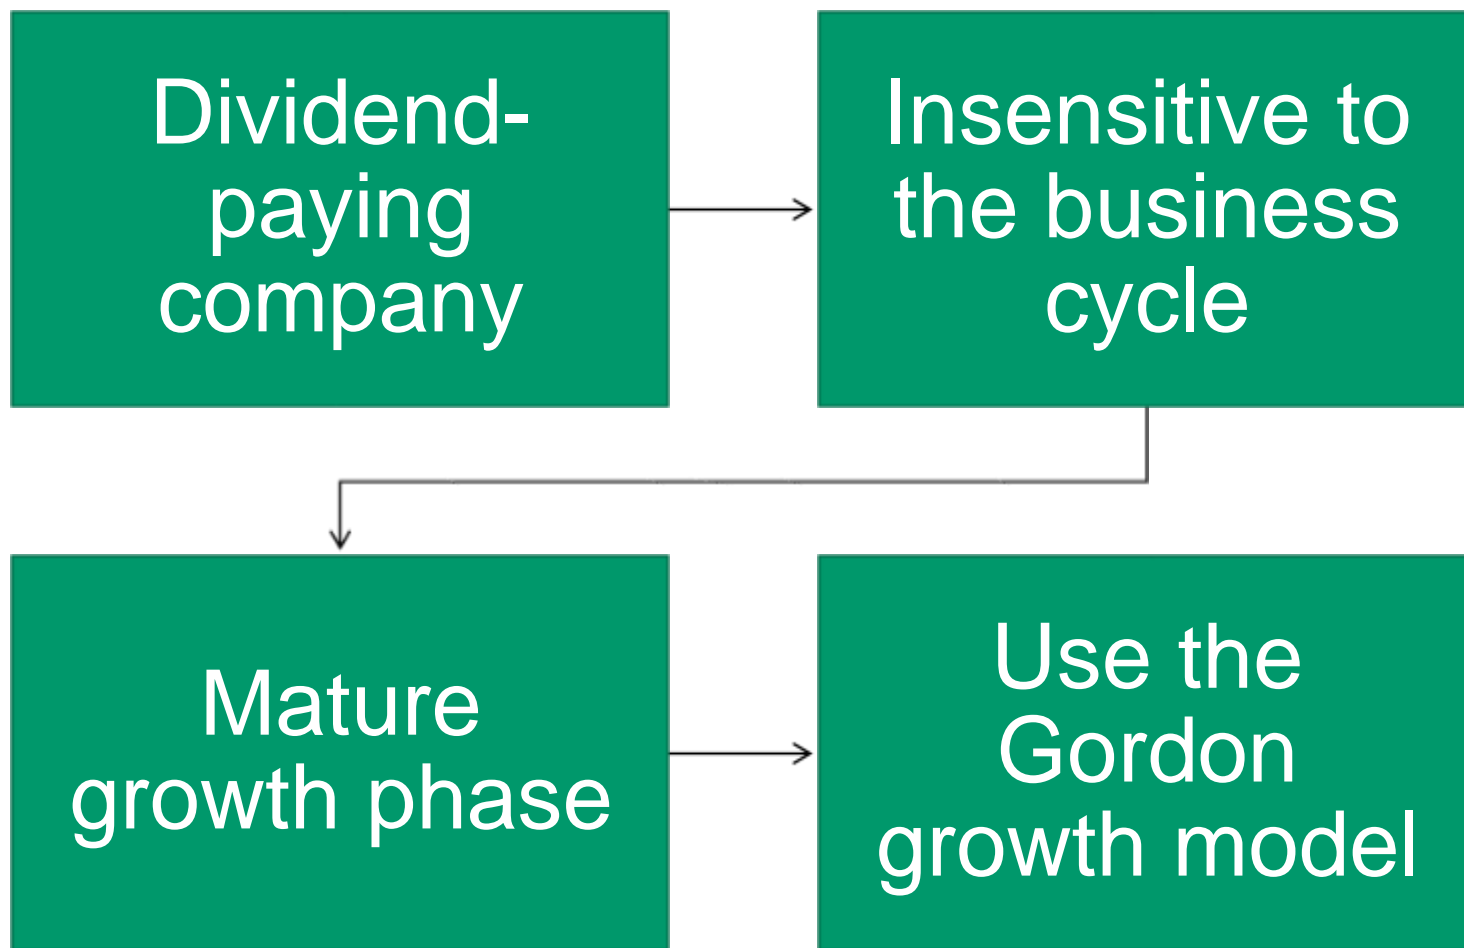 Dividend-
paying
company
Insensitive to
the business
cycle
Mature
growth phase
Use the
Gordon
growth model